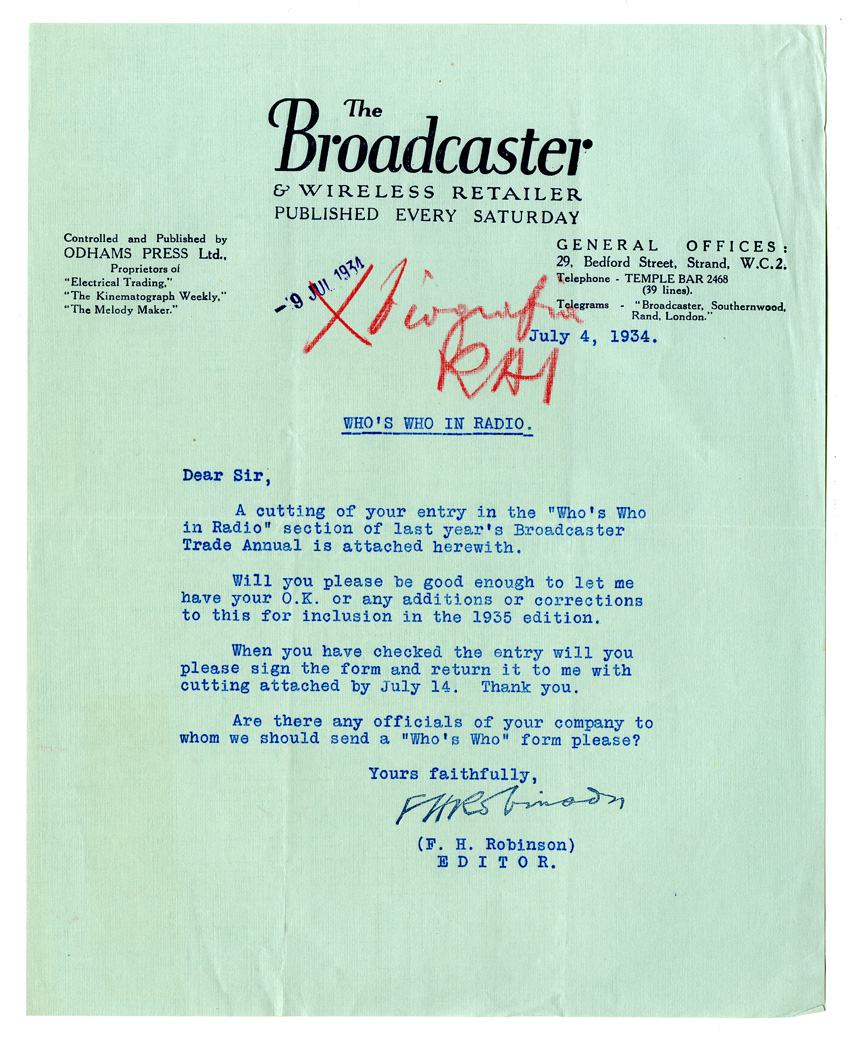 The
Broadcaster
& WIRELESS RETAILER
PUBLISHED EVERY SATURDAY
Controlled and Published by
ODHAMS PRESS Ltd.,
Proprietors of
"Electrical Trading,"
"The Kinematograph Weekly,"
"The Melody Maker."
GENERAL OFFICES:
29, Bedford Street, Strand, W.C.2.
Telephone - TEMPLE BAR 2468
(39 lines).
Telegrams - "Broadcaster, Southernwood,
Rand, London."
-9 JUL 1934
X
July 4, 1934.
WHO'S WHO IN RADIO.
Dear Sir,
A cutting of your entry in the "Who's Who
in Radio" section of last year's Broadcaster
Trade Annual is attached herewith.
Will you please be good enough to let me
have your O.K. or any additions or corrections
to this for inclusion in the 1935 edition.
When you have checked the entry will you
please sign the form and return it to me with
cutting attached by July 14. Thank you.
Are there any officials of your company to
whom we should send a "Who's Who" form please?
Yours faithfully,
F H Robinson
(F. H. Robinson)
E D I T O R.